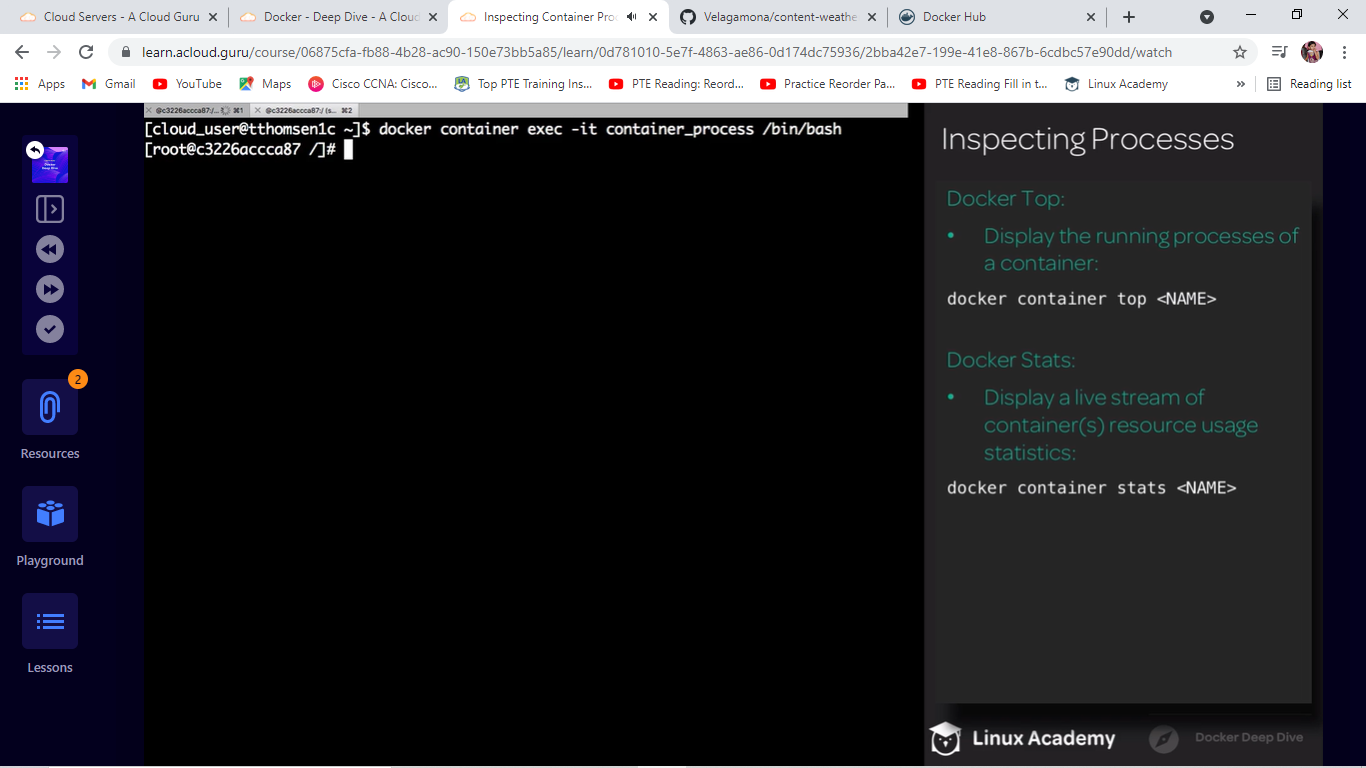 Cloud Servers - A Cloud Guru
Docker - Deep Dive - A Cloud
Inspecting Container Pro
Velagamona/content-weathe
Docker Hub
learn.acloud.guru/course/06875cfa-fb88-4b28-ac90-150e73bb5a85/learn/0d781010-5e7f-4863-ae86-0d174dc75936/2bba42e7-199e-41e8-867b-6cdbc57e90dd/watch
Apps
Gmail
YouTube
Maps
Cisco CCNA: Cisco...
Top PTE Training Ins...
PTE Reading: Reord...
Practice Reorder Pa...
PTE Reading Fill in t...
Linux Academy
»
Reading list
@c3226accca87:/... ⌘1
@c3226accca87:/ (s... ⌘2
[cloud_user@tthomsen1c ~]$ docker container exec -it container_process /bin/bash
[root@c3226accca87 /]#
Docker
Deep Dive
2
Resources
Playground
Lessons
Inspecting Processes
Docker Top:
• Display the running processes of
a container:
docker container top <NAME>
Docker Stats:
• Display a live stream of
container(s) resource usage
statistics:
docker container stats <NAME>
Linux Academy
Docker Deep Dive